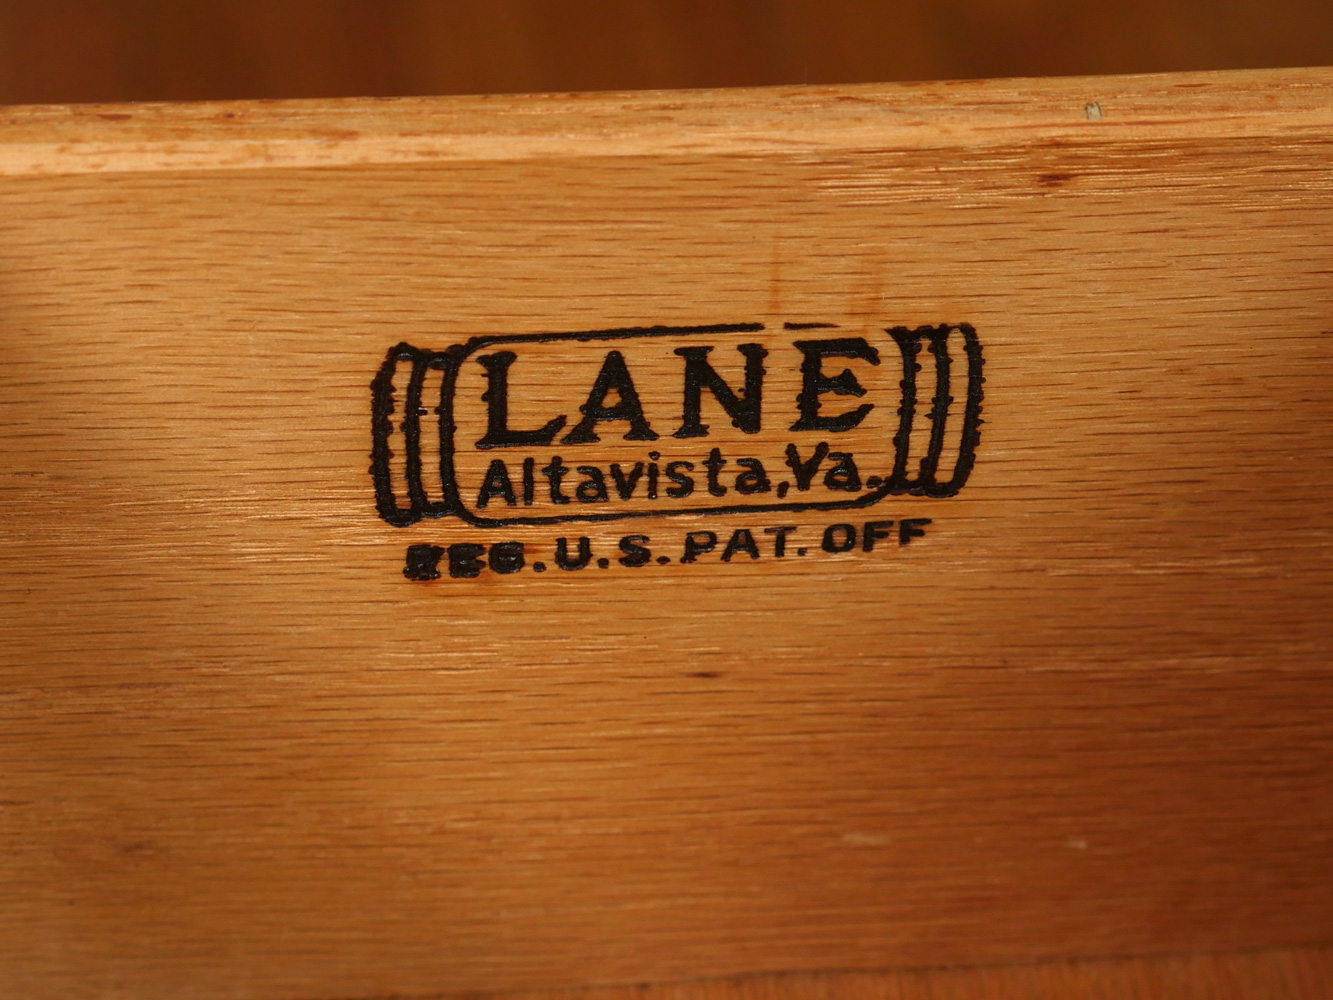 LANE
Altavista, Va.
REG. U.S. PAT. OFF